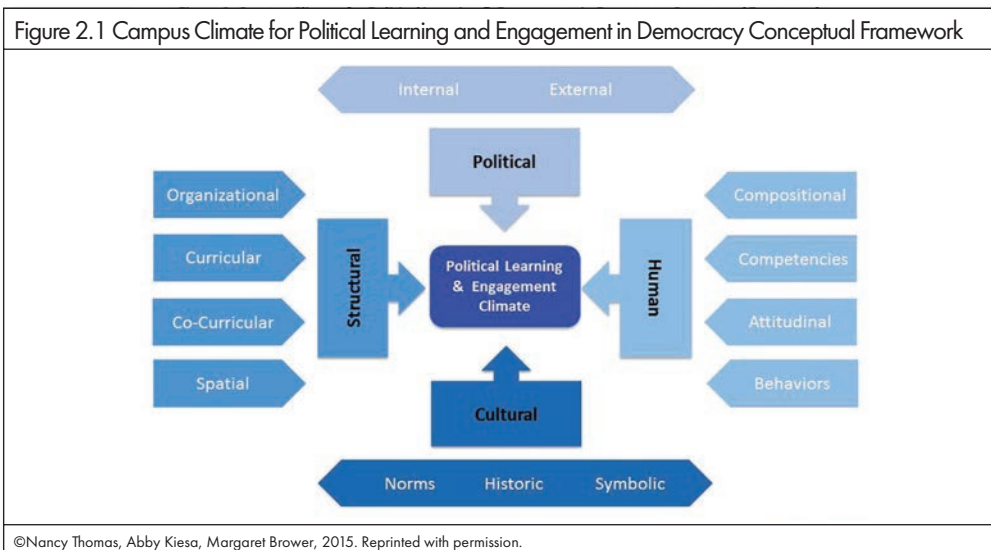 Figure 2.1 Campus Climate for Political Learning and Engagement in Democracy Conceptual Framework
Internal External
Political
Organizational
Curricular
Co-Curricular
Spatial
Structural
Political Learning
& Engagement
Climate
Human
Compositional
Competencies
Attitudinal
Behaviors
Cultural
Norms Historic Symbolic
©Nancy Thomas, Abby Kiesa, Margaret Brower, 2015. Reprinted with permission.